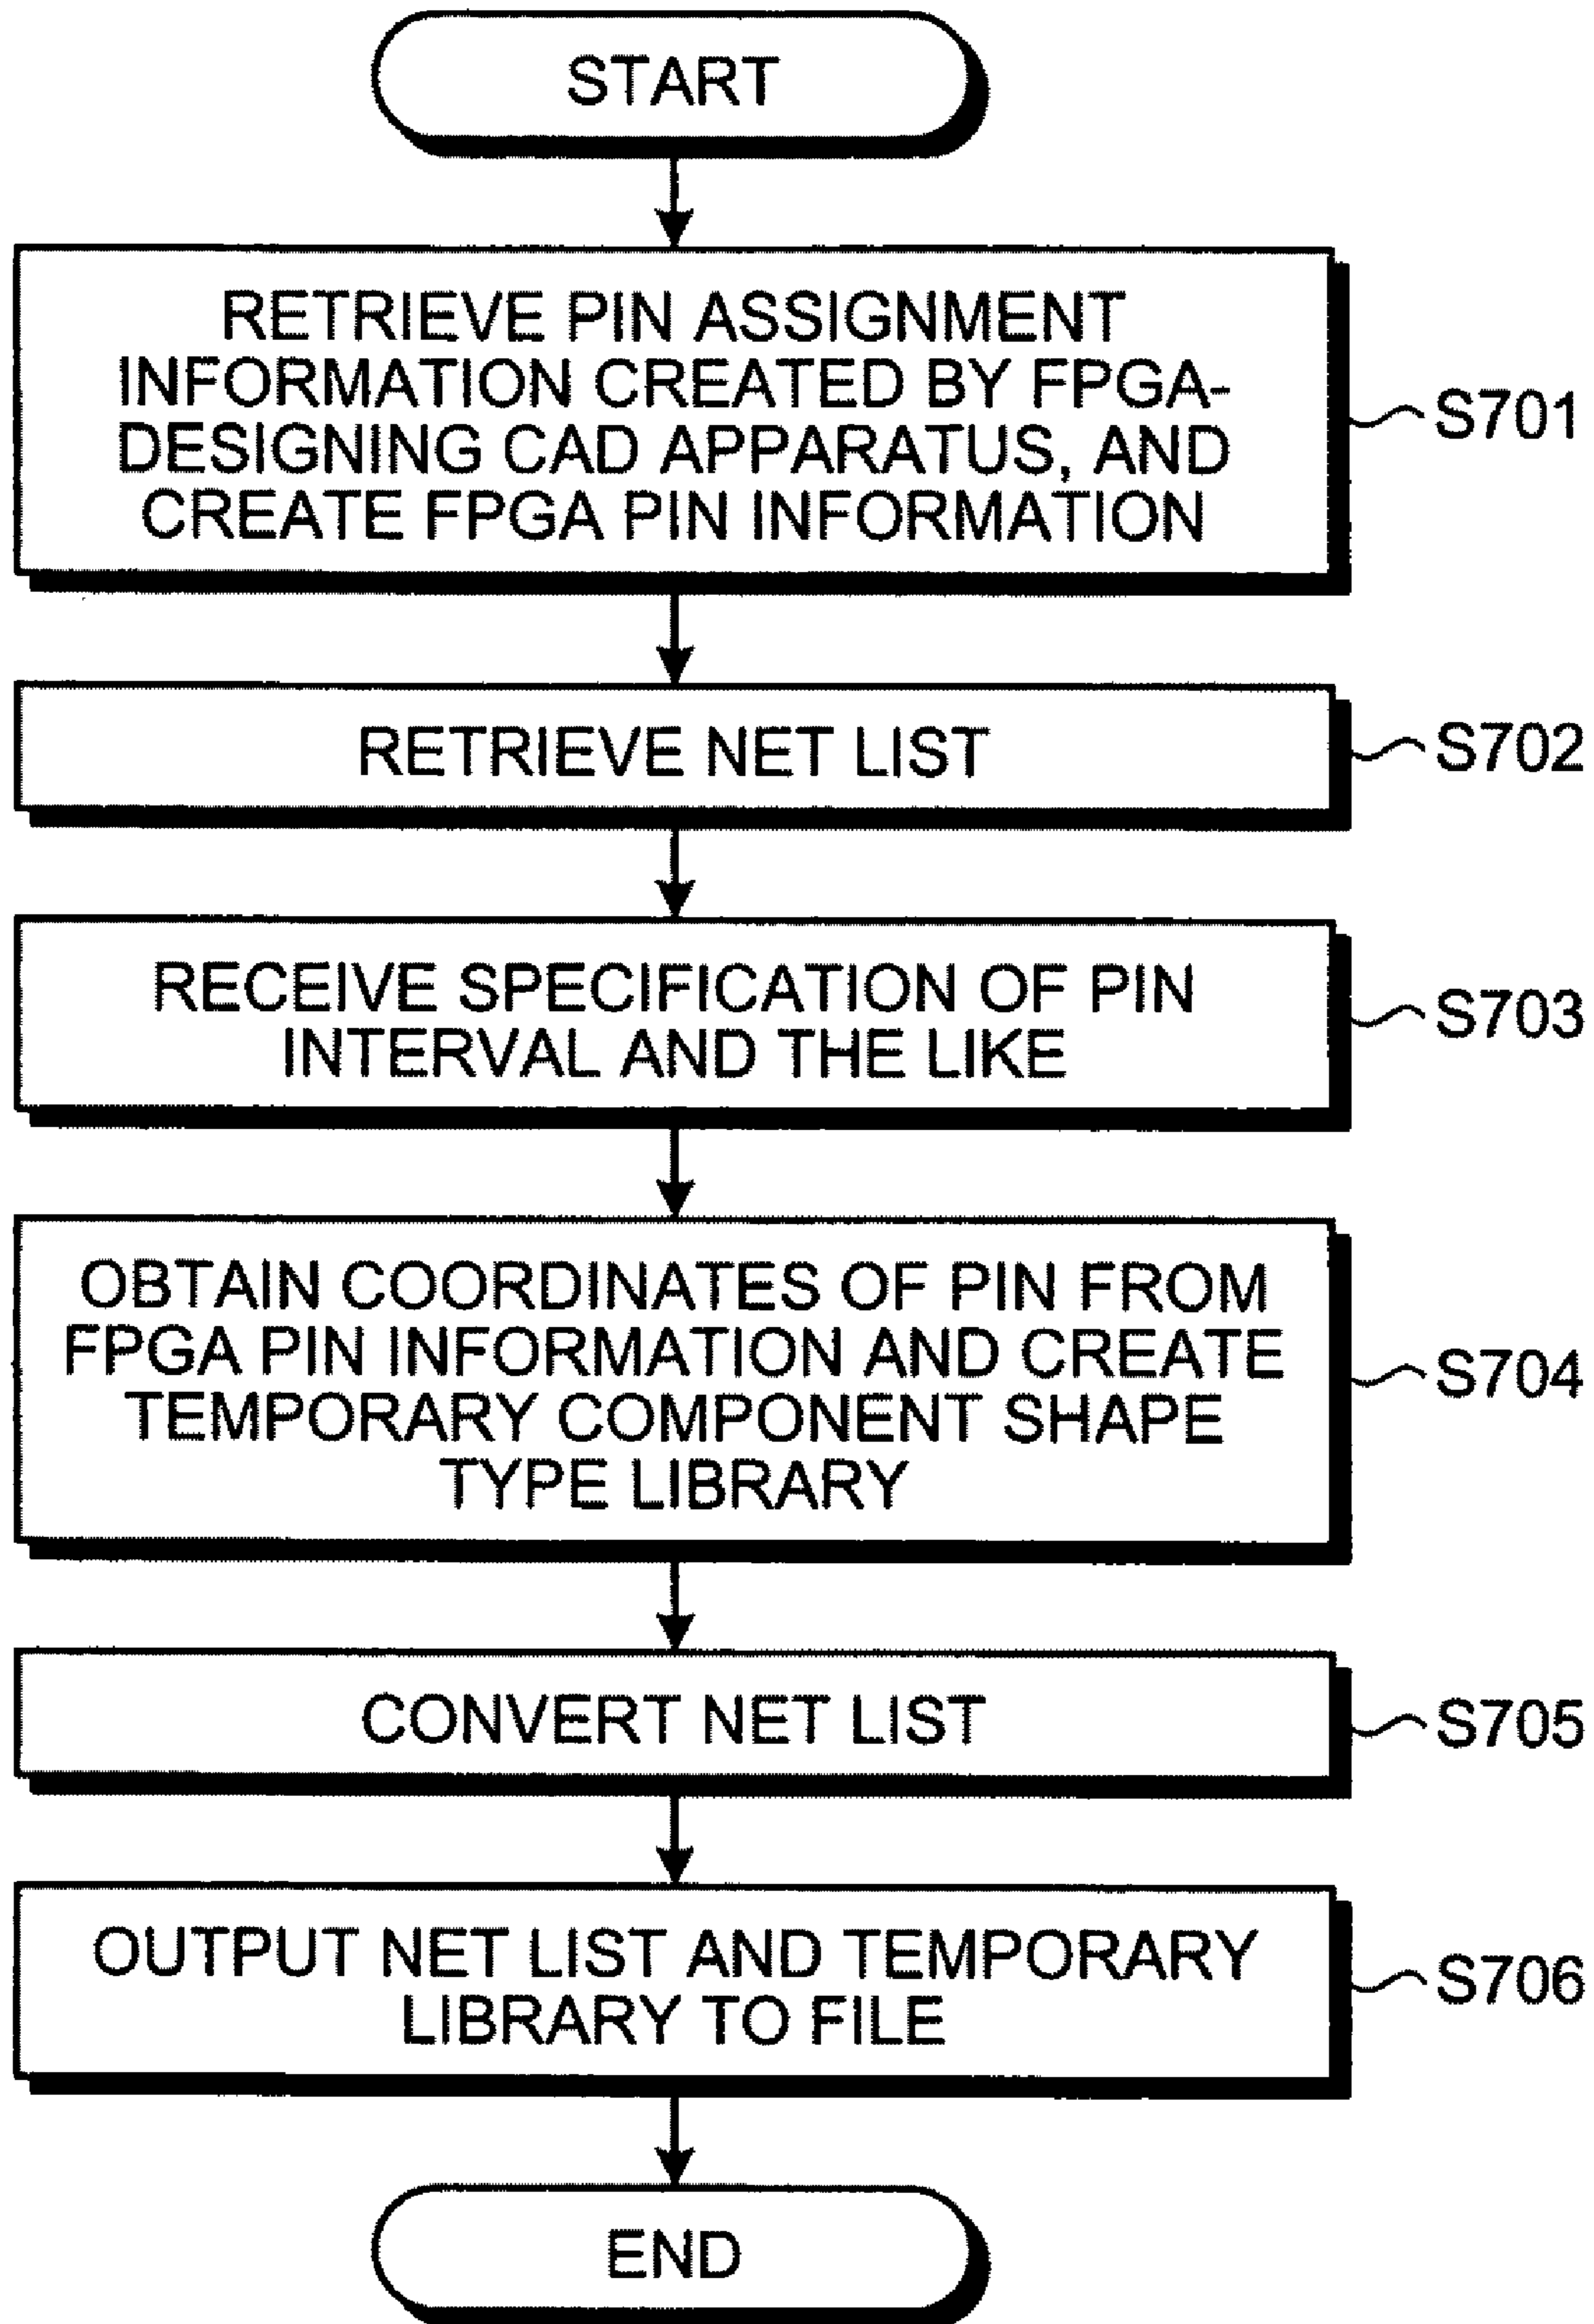 START
RETRIEVE PIN ASSIGNMENT
INFORMATION CREATED BY FPGA-
DESIGNING CAD APPARATUS, AND
CREATE FPGA PIN INFORMATION
S701
RETRIEVE NET LIST
S702
RECEIVE SPECIFICATION OF PIN
INTERVAL AND THE LIKE
S703
OBTAIN COORDINATES OF PIN FROM
FPGA PIN INFORMATION AND CREATE
TEMPORARY COMPONENT SHAPE
TYPE LIBRARY
S704
CONVERT NET LIST
S705
OUTPUT NET LIST AND TEMPORARY
LIBRARY TO FILE
S706
END